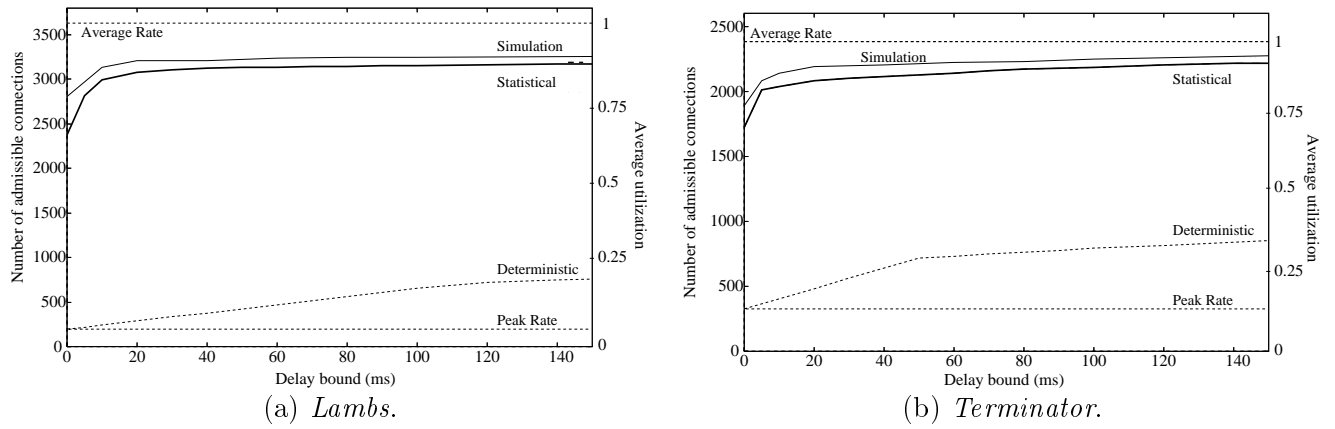 Number of admissible connections
3500
3000
2500
2000
1500
1000
500
0
Average Rate
Simulation
Statistical
Deterministic
Peak Rate
1
0.75
0.5
0.25
0
Average utilization
0 20 40 60 80 100 120 140
Delay bound (ms)
(a) Lambs.
Number of admissible connections
2500
2000
1500
1000
500
0
Average Rate
Simulation
Statistical
Deterministic
Peak Rate
1
0.75
0.5
0.25
0
Average utilization
0 20 40 60 80 100 120 140
Delay bound (ms)
(b) Terminator.